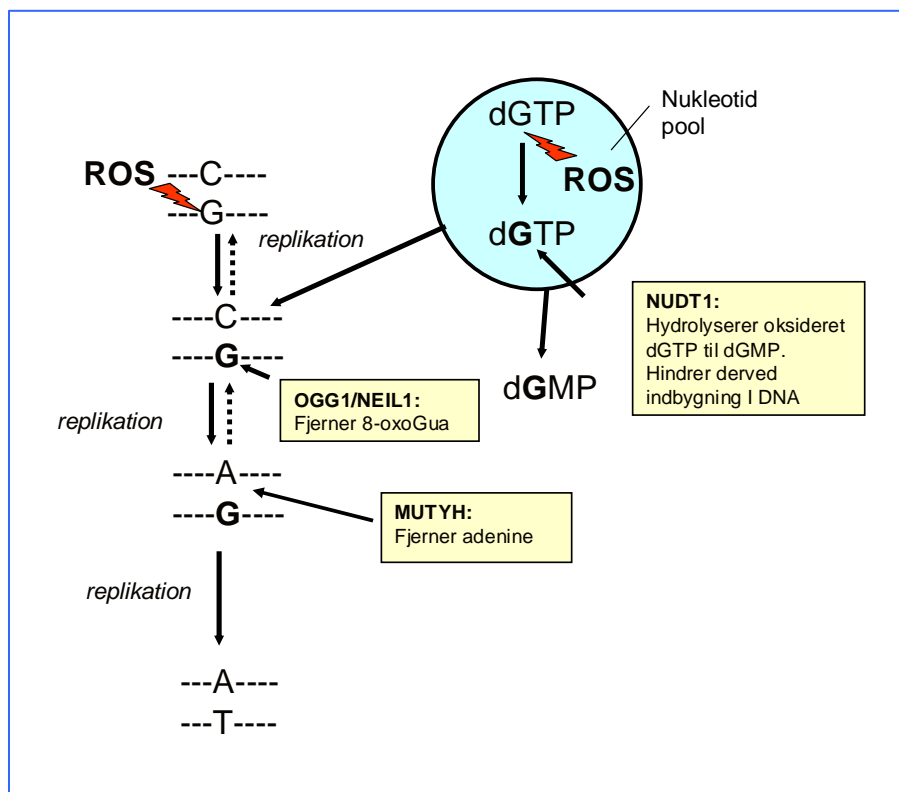 dGTP
Nukleotid
pool
ROS
ROS
---C----
----G----
replikation
dGTP
----C----
----G----
NUDT1:
Hydrolyserer oksideret
dGTP til dGMP.
Hindrer derved
indbygning I DNA
dGMP
OGG1/NEIL1:
Fjerner 8-oxoGua
replikation
----A----
----G----
MUTYH:
Fjerner adenine
replikation
---A----
---T----